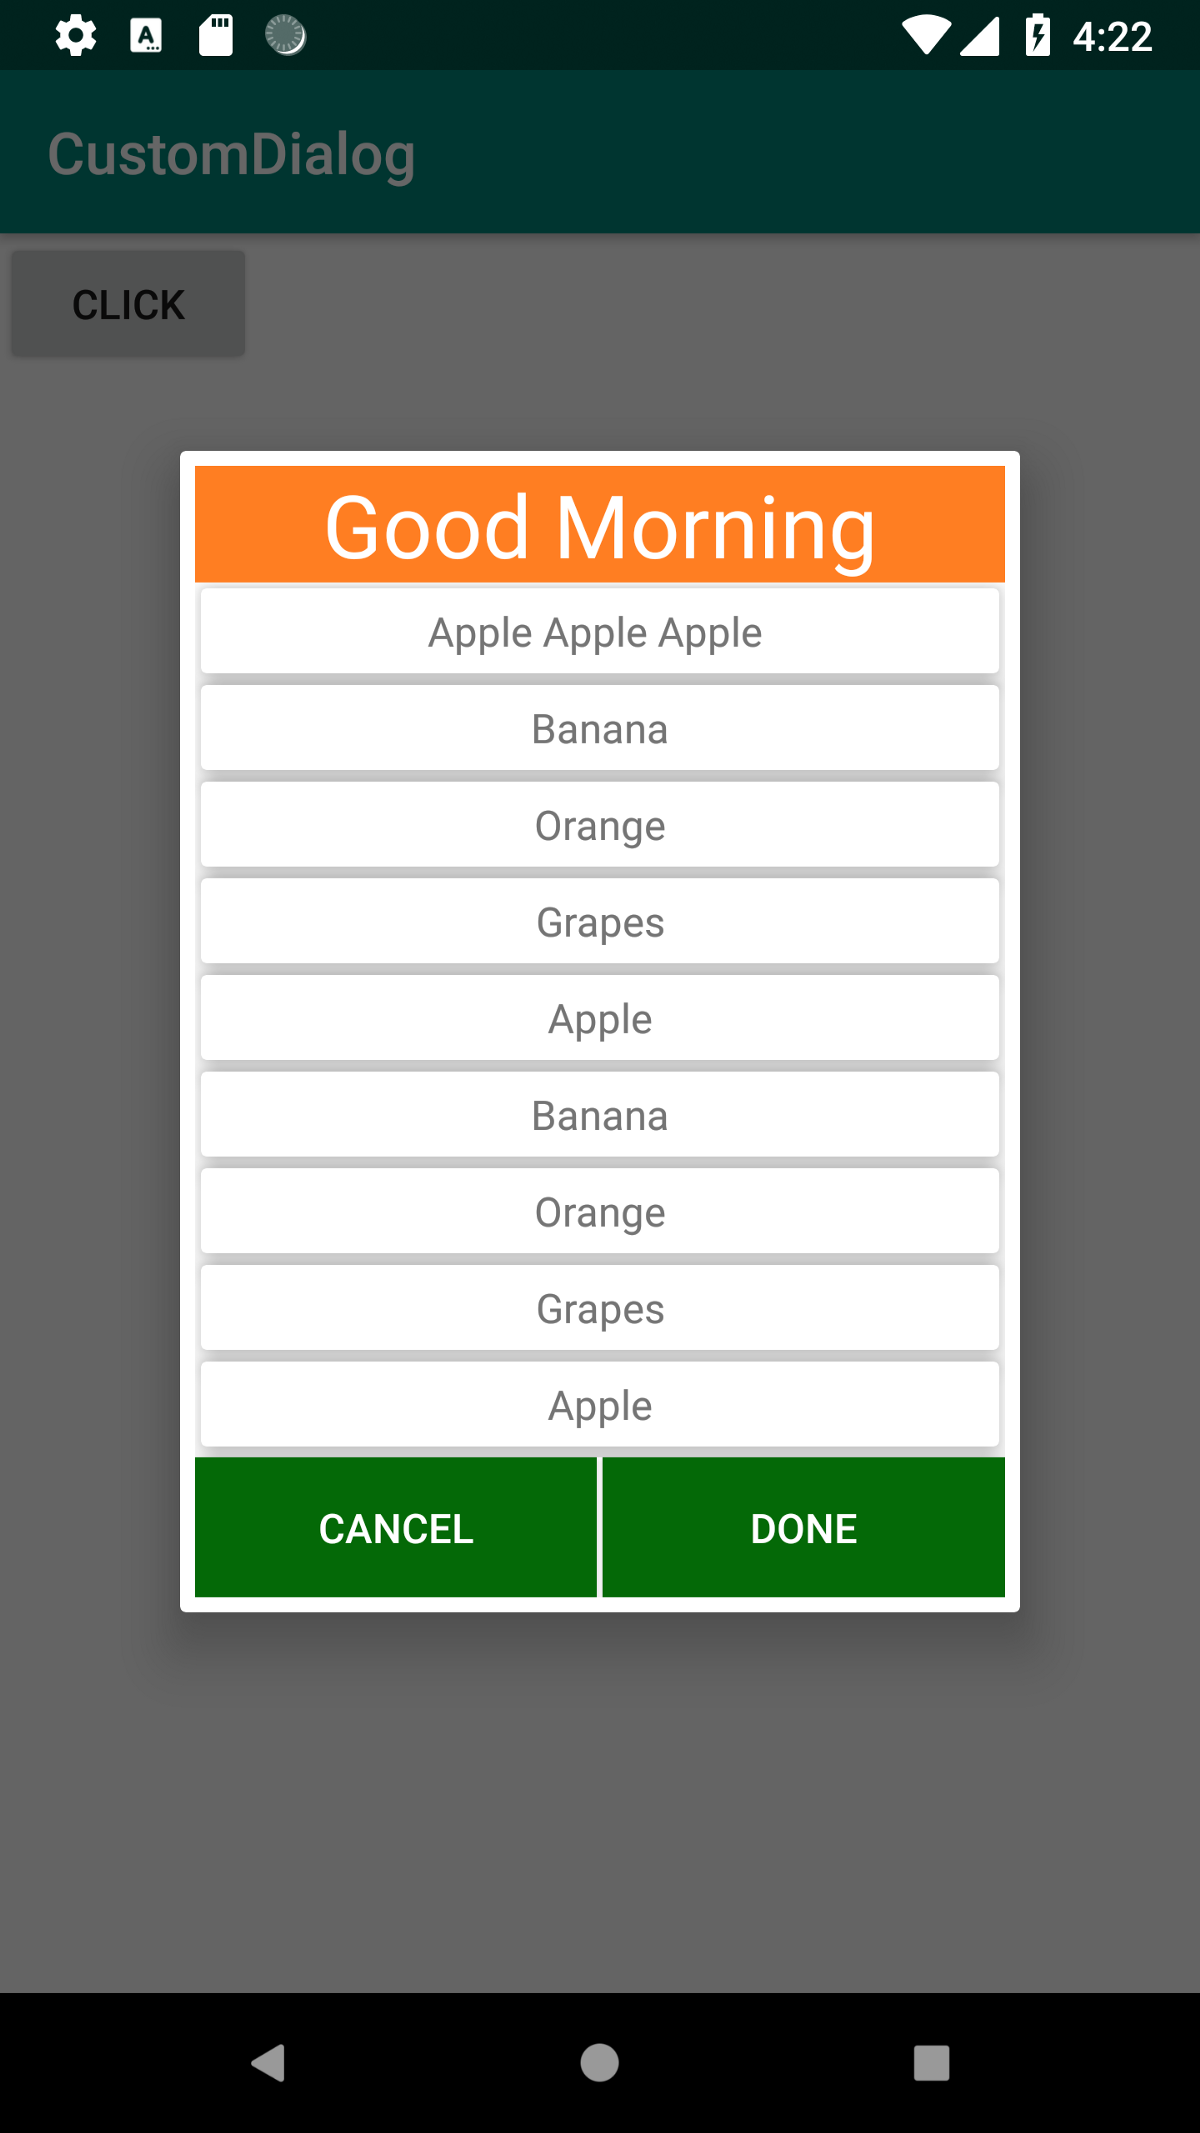 4:22
CustomDialog
CLICK
Good Morning
Apple Apple Apple
Banana
Orange
Grapes
Apple
Banana
Orange
Grapes
Apple
CANCEL DONE